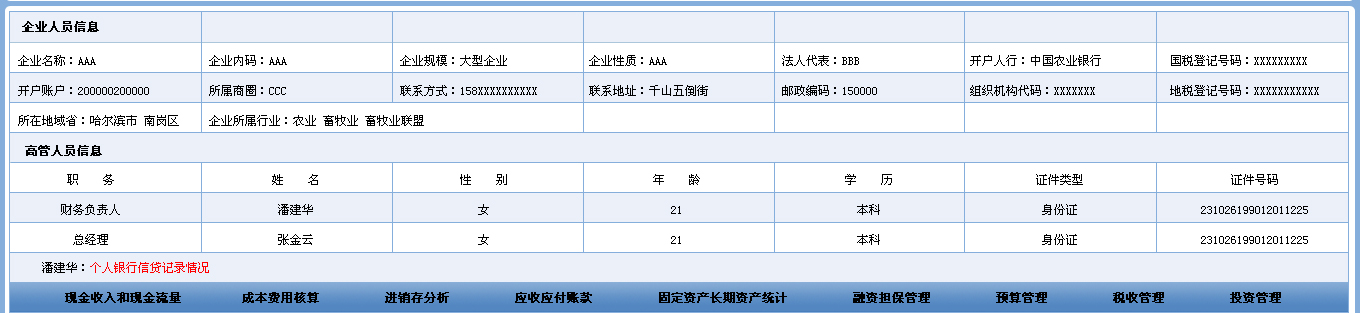 企业人员信息
企业名称：AAA 企业内码：AAA 企业规模：大型企业 企业性质：AAA 法人代表：BBB 开户人行：中国农业银行 国税登记号码：XXXXXXXXX
开户账户：200000200000 所属商圈：CCC 联系方式：158XXXXXXXXXX 联系地址：千山五倒街 邮政编码：150000 组织机构代码：XXXXXXX 地税登记号码：XXXXXXXXXXX
所在地域省：哈尔滨市 南岗区 企业所属行业：农业 畜牧业 畜牧业联盟
高管人员信息
职 务 姓 名 性 别 年 龄 学 历 证件类型 证件号码
财务负责人 潘建华 女 21 本科 身份证 231026199012011225
总经理 张金云 女 21 本科 身份证 231026199012011225
潘建华：个人银行信贷记录情况
现金收入和现金流量 成本费用核算 进销存分析 应收应付账款 固定资产长期资产统计 融资担保管理 预算管理 税收管理 投资管理